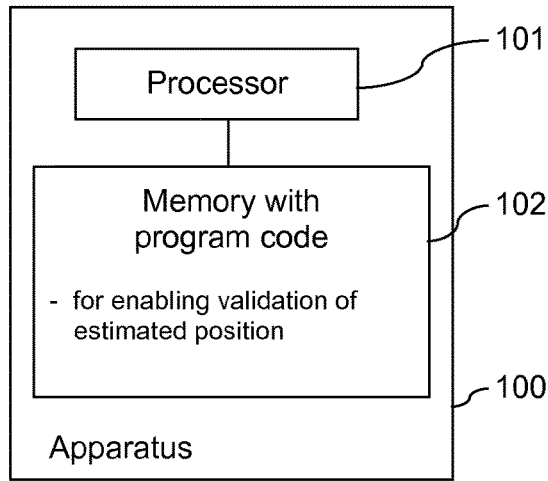 101
Processor
102
Memory with
program code
- for enabling validation of
estimated position
100
Apparatus